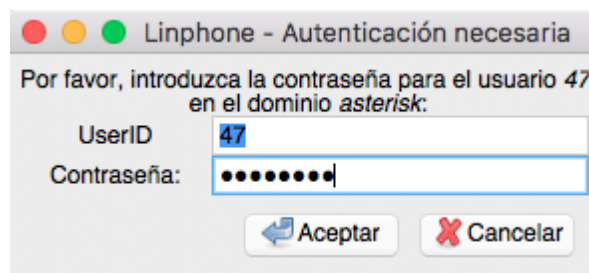 Linphone - Autenticación necesaria
Por favor, introduzca la contraseña para el usuario 47
en el dominio asterisk:
UserID 47
Contraseña: ●●●●●●●●
Aceptar Cancelar